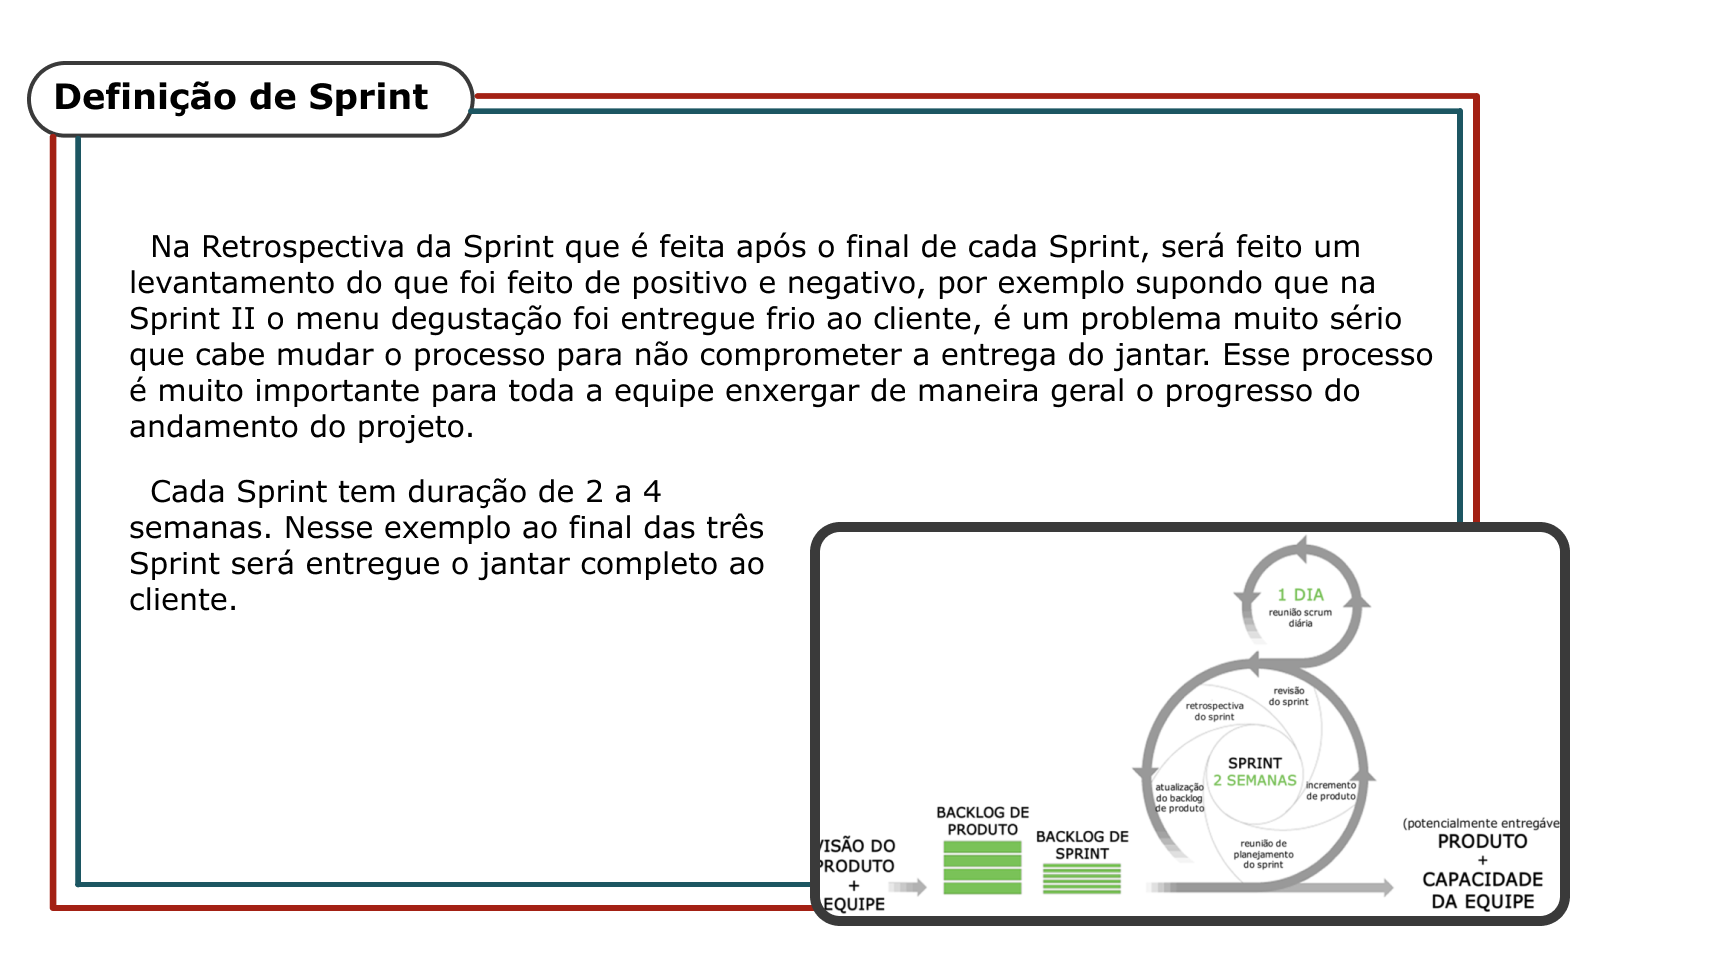 Definição de Sprint
Na Retrospectiva da Sprint que é feita após o final de cada Sprint, será feito um
levantamento do que foi feito de positivo e negativo, por exemplo supondo que na
Sprint II o menu degustação foi entregue frio ao cliente, é um problema muito sério
que cabe mudar o processo para não comprometer a entrega do jantar. Esse processo
é muito importante para toda a equipe enxergar de maneira geral o progresso do
andamento do projeto.
Cada Sprint tem duração de 2 a 4
semanas. Nesse exemplo ao final das três
Sprint será entregue o jantar completo ao
cliente.
1 DIA
reunião scrum
diária
revisão
do sprint
retrospectiva
do sprint
SPRINT
2 SEMANAS
atualização
do backlog
de produto
incremento
de produto
reunião de
planejamento
do sprint
BACKLOG DE
PRODUTO
BACKLOG DE
SPRINT
VISÃO DO
PRODUTO
+
EQUIPE
(potencialmente entregáve
PRODUTO
+
CAPACIDADE
DA EQUIPE